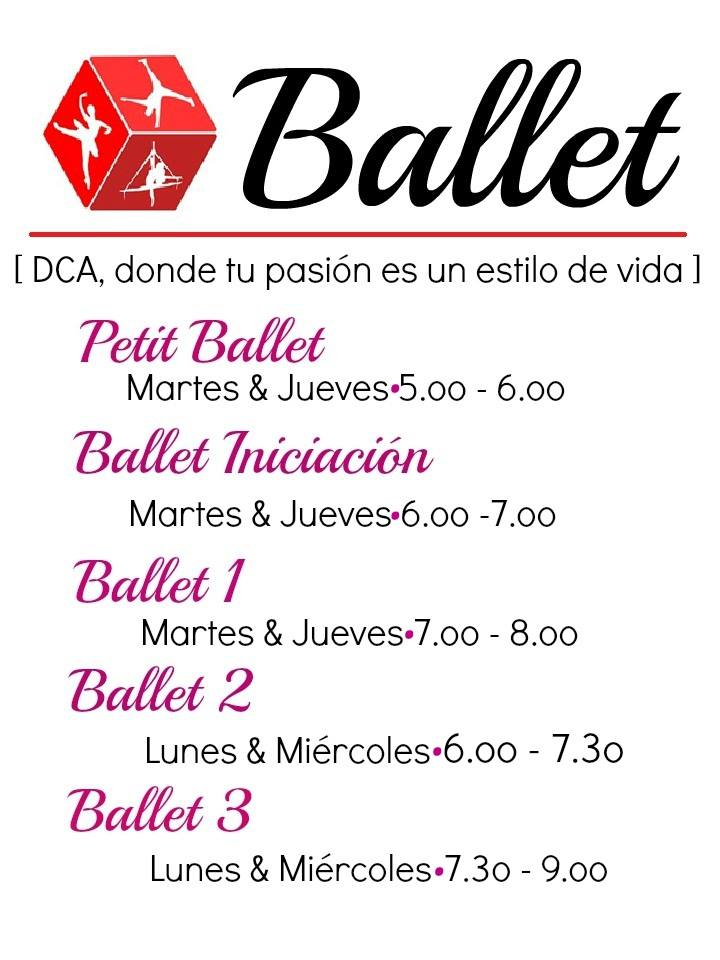 Ballet
[ DCA, donde tu pasión es un estilo de vida ]
Petit Ballet
Martes & Jueves•5.00 - 6.00
Ballet Iniciación
Martes & Jueves•6.00 -7.00
Ballet 1
Martes & Jueves•7.00 - 8.00
Ballet 2
Lunes & Miércoles•6.00 - 7.30
Ballet 3
Lunes & Miércoles•7.30 - 9.00